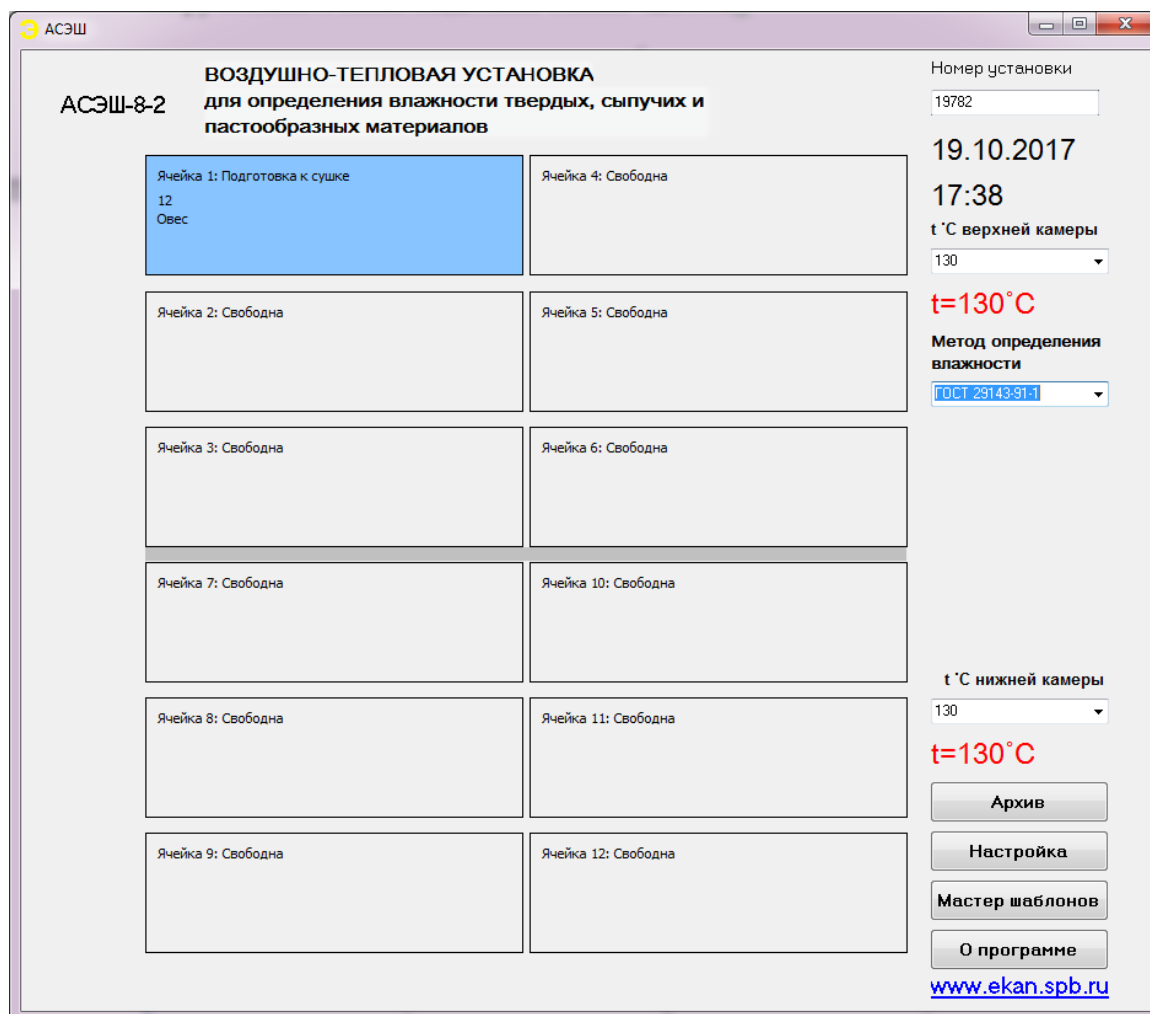 АСЭШ
АСЭШ-8-2
ВОЗДУШНО-ТЕПЛОВАЯ УСТАНОВКА
для определения влажности твердых, сыпучих и
пастообразных материалов
Номер установки
19782
19.10.2017
17:38
t ˚C верхней камеры
130
t=130˚C
Метод определения
влажности
ГОСТ 29143-91-1
Ячейка 1: Подготовка к сушке
12
Овес
Ячейка 4: Свободна
Ячейка 2: Свободна
Ячейка 5: Свободна
Ячейка 3: Свободна
Ячейка 6: Свободна
Ячейка 7: Свободна
Ячейка 10: Свободна
Ячейка 8: Свободна
Ячейка 11: Свободна
Ячейка 9: Свободна
Ячейка 12: Свободна
t ˚C нижней камеры
130
t=130˚C
Архив
Настройка
Мастер шаблонов
О программе
www.ekan.spb.ru